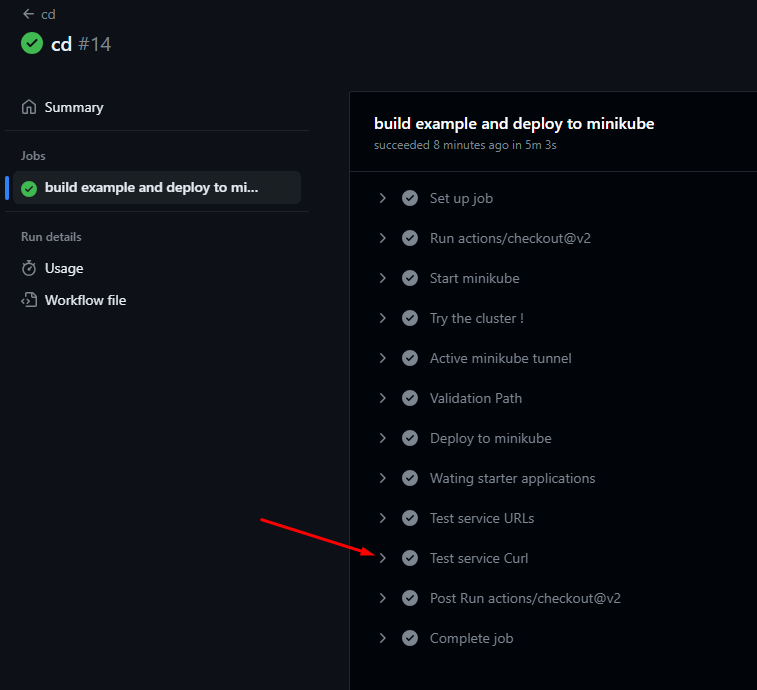 cd
cd #14
Summary
Jobs
build example and deploy to mi...
Run details
Usage
Workflow file
build example and deploy to minikube
succeeded 8 minutes ago in 5m 3s
Set up job
Run actions/checkout@v2
Start minikube
Try the cluster !
Active minikube tunnel
Validation Path
Deploy to minikube
Wating starter applications
Test service URLs
Test service Curl
Post Run actions/checkout@v2
Complete job